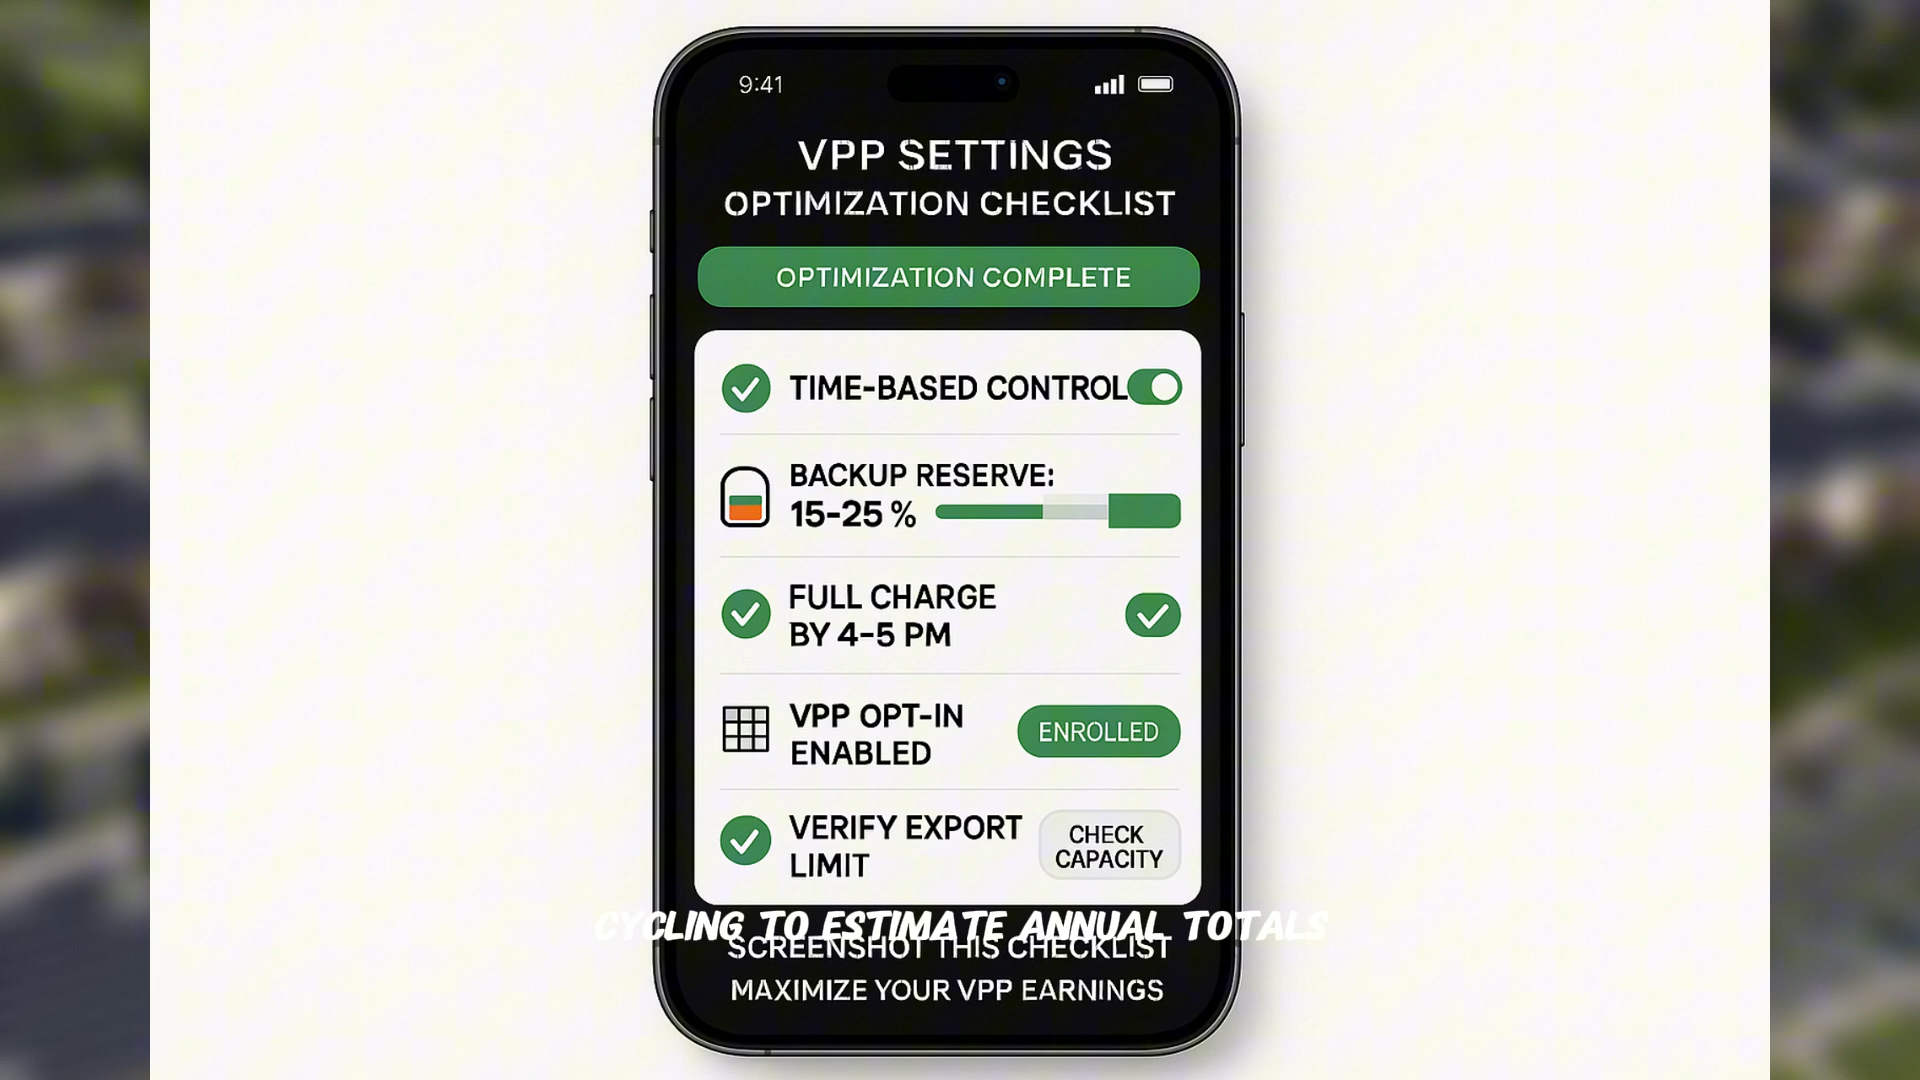 9:41
VPP SETTINGS
OPTIMIZATION CHECKLIST
OPTIMIZATION COMPLETE
TIME-BASED CONTROL
BACKUP RESERVE:
15-25 %
FULL CHARGE
BY 4-5 PM
VPP OPT-IN
ENABLED
ENROLLED
VERIFY EXPORT
LIMIT
CHECK
CAPACITY
CYCLING TO ESTIMATE ANNUAL TOTALS
SCREENSHOT THIS CHECKLIST
MAXIMIZE YOUR VPP EARNINGS